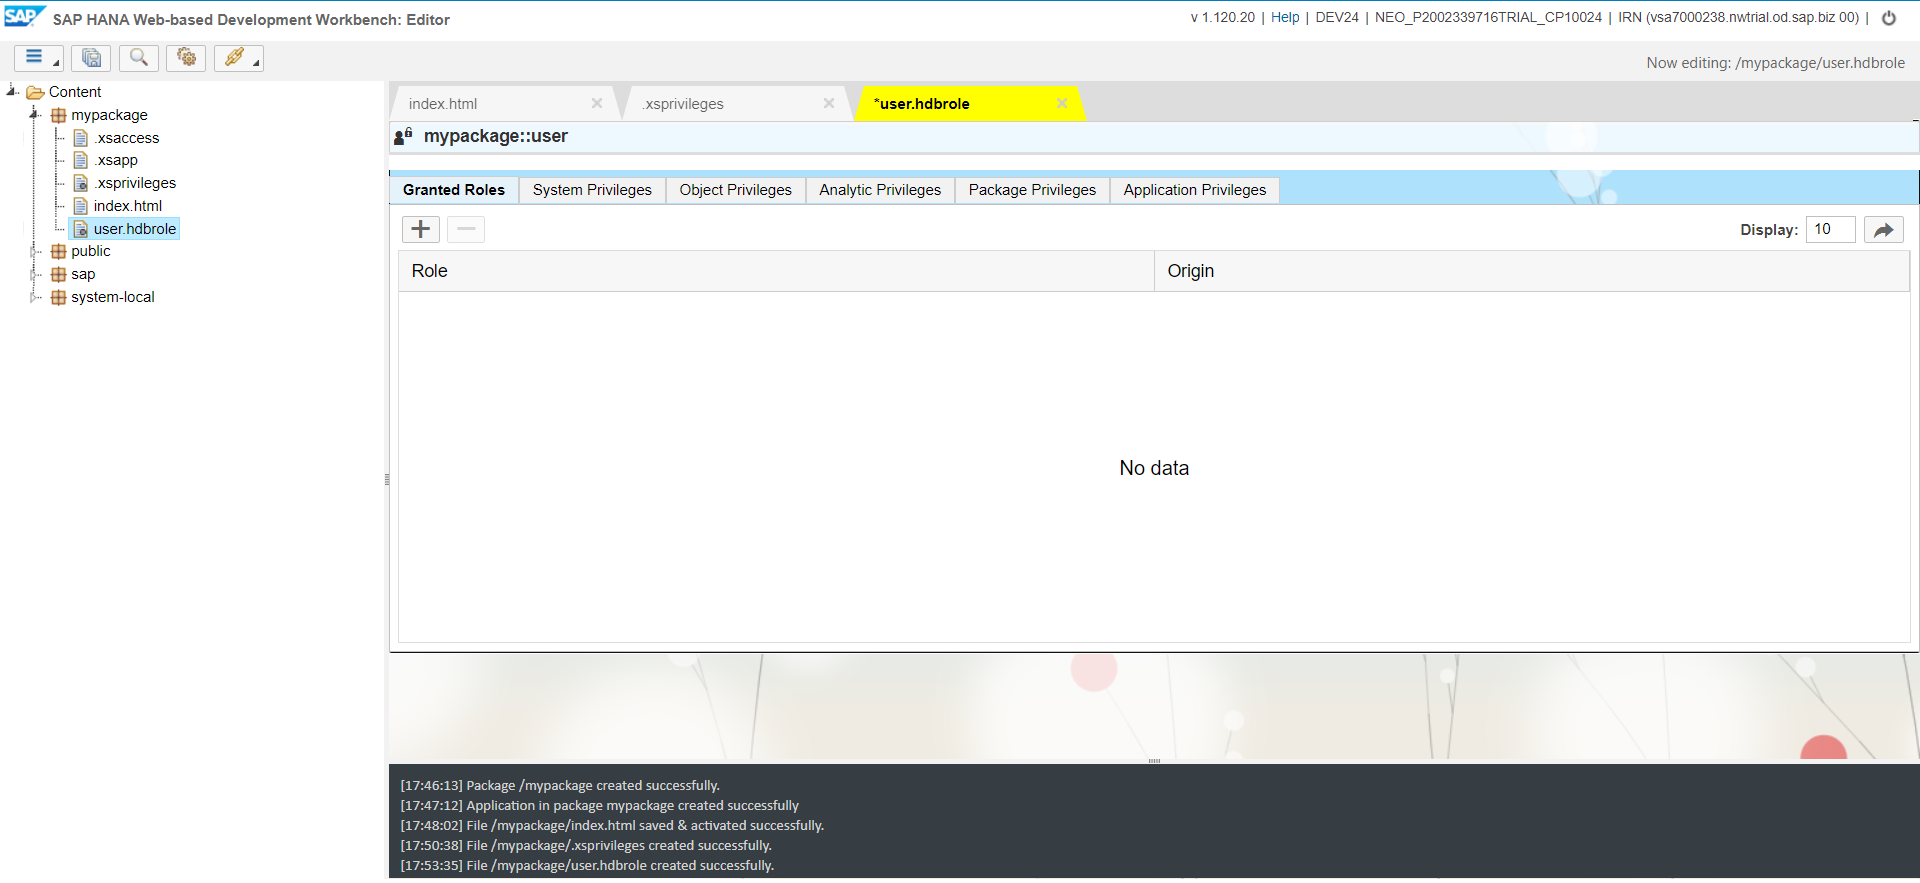 SAP SAP HANA Web-based Development Workbench: Editor
v 1.120.20 | Help | DEV24 | NEO_P2002339716TRIAL_CP10024 | IRN (vsa7000238.nwtrial.od.sap.biz 00) |
Now editing: /mypackage/user.hdbrole
Content
mypackage
.xsaccess
.xsapp
.xsprivileges
index.html
user.hdbrole
public
sap
system-local
index.html .xsprivileges *user.hdbrole
mypackage::user
Granted Roles System Privileges Object Privileges Analytic Privileges Package Privileges Application Privileges
Display: 10
Role Origin
No data
[17:46:13] Package /mypackage created successfully.
[17:47:12] Application in package mypackage created successfully
[17:48:02] File /mypackage/index.html saved & activated successfully.
[17:50:38] File /mypackage/.xsprivileges created successfully.
[17:53:35] File /mypackage/user.hdbrole created successfully.